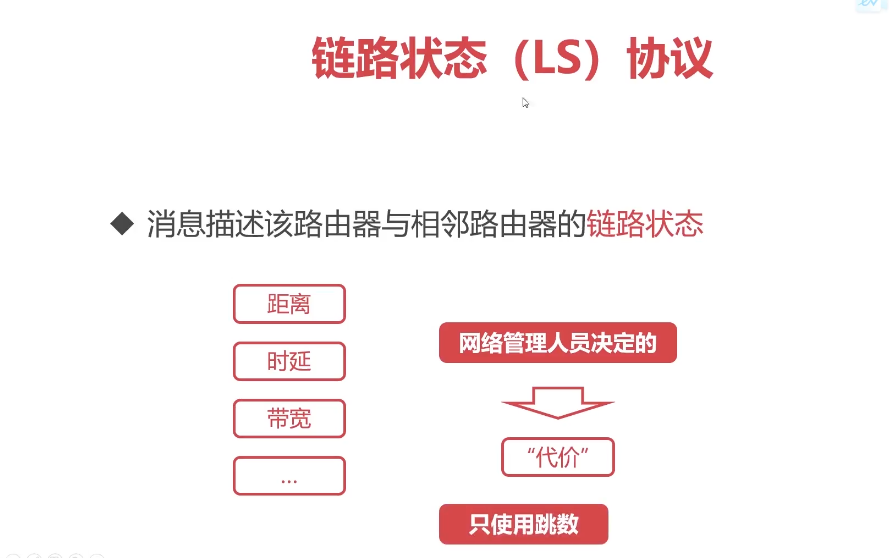 链路状态（LS）协议
消息描述该路由器与相邻路由器的链路状态
距离
时延
带宽
...
网络管理人员决定的
“代价”
只使用跳数